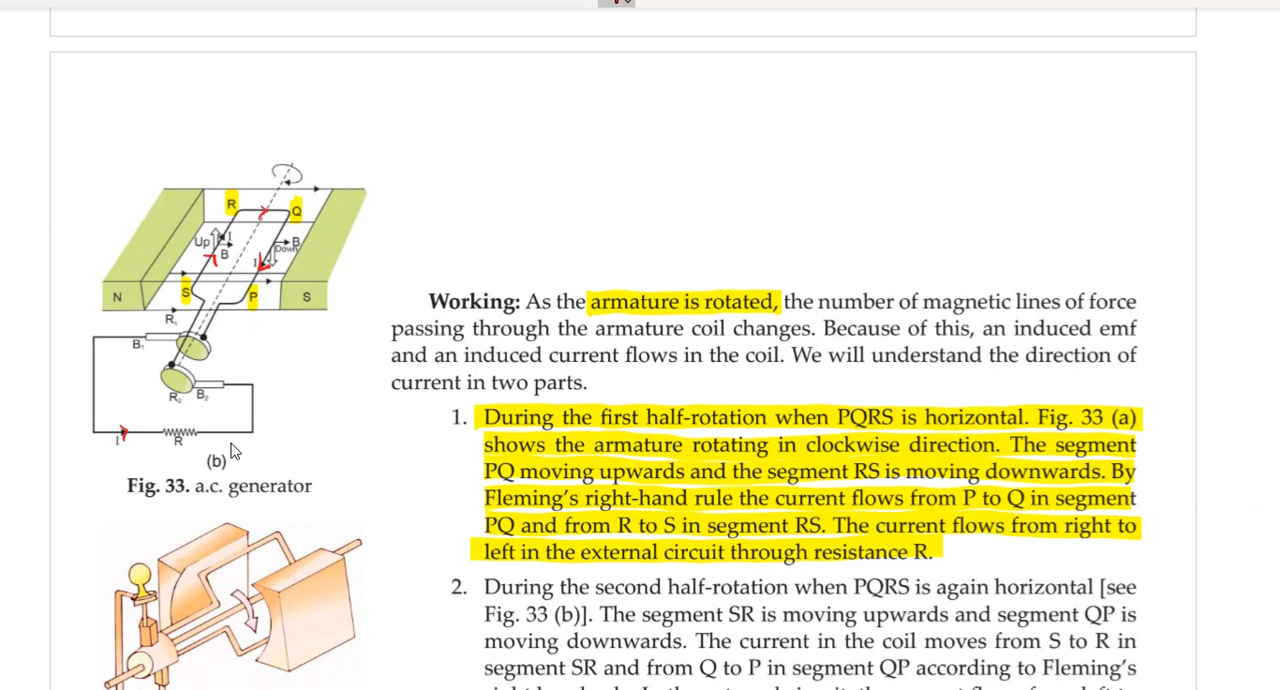 R
Q
Up
I
B
B
Down
I
S
P
N
S
R₁
B₁
R₂
B₂
I
R
(b)
Fig. 33. a.c. generator
Working: As the armature is rotated, the number of magnetic lines of force
passing through the armature coil changes. Because of this, an induced emf
and an induced current flows in the coil. We will understand the direction of
current in two parts.
1. During the first half-rotation when PQRS is horizontal. Fig. 33 (a)
shows the armature rotating in clockwise direction. The segment
PQ moving upwards and the segment RS is moving downwards. By
Fleming's right-hand rule the current flows from P to Q in segment
PQ and from R to S in segment RS. The current flows from right to
left in the external circuit through resistance R.
2. During the second half-rotation when PQRS is again horizontal [see
Fig. 33 (b)]. The segment SR is moving upwards and segment QP is
moving downwards. The current in the coil moves from S to R in
segment SR and from Q to P in segment QP according to Fleming's